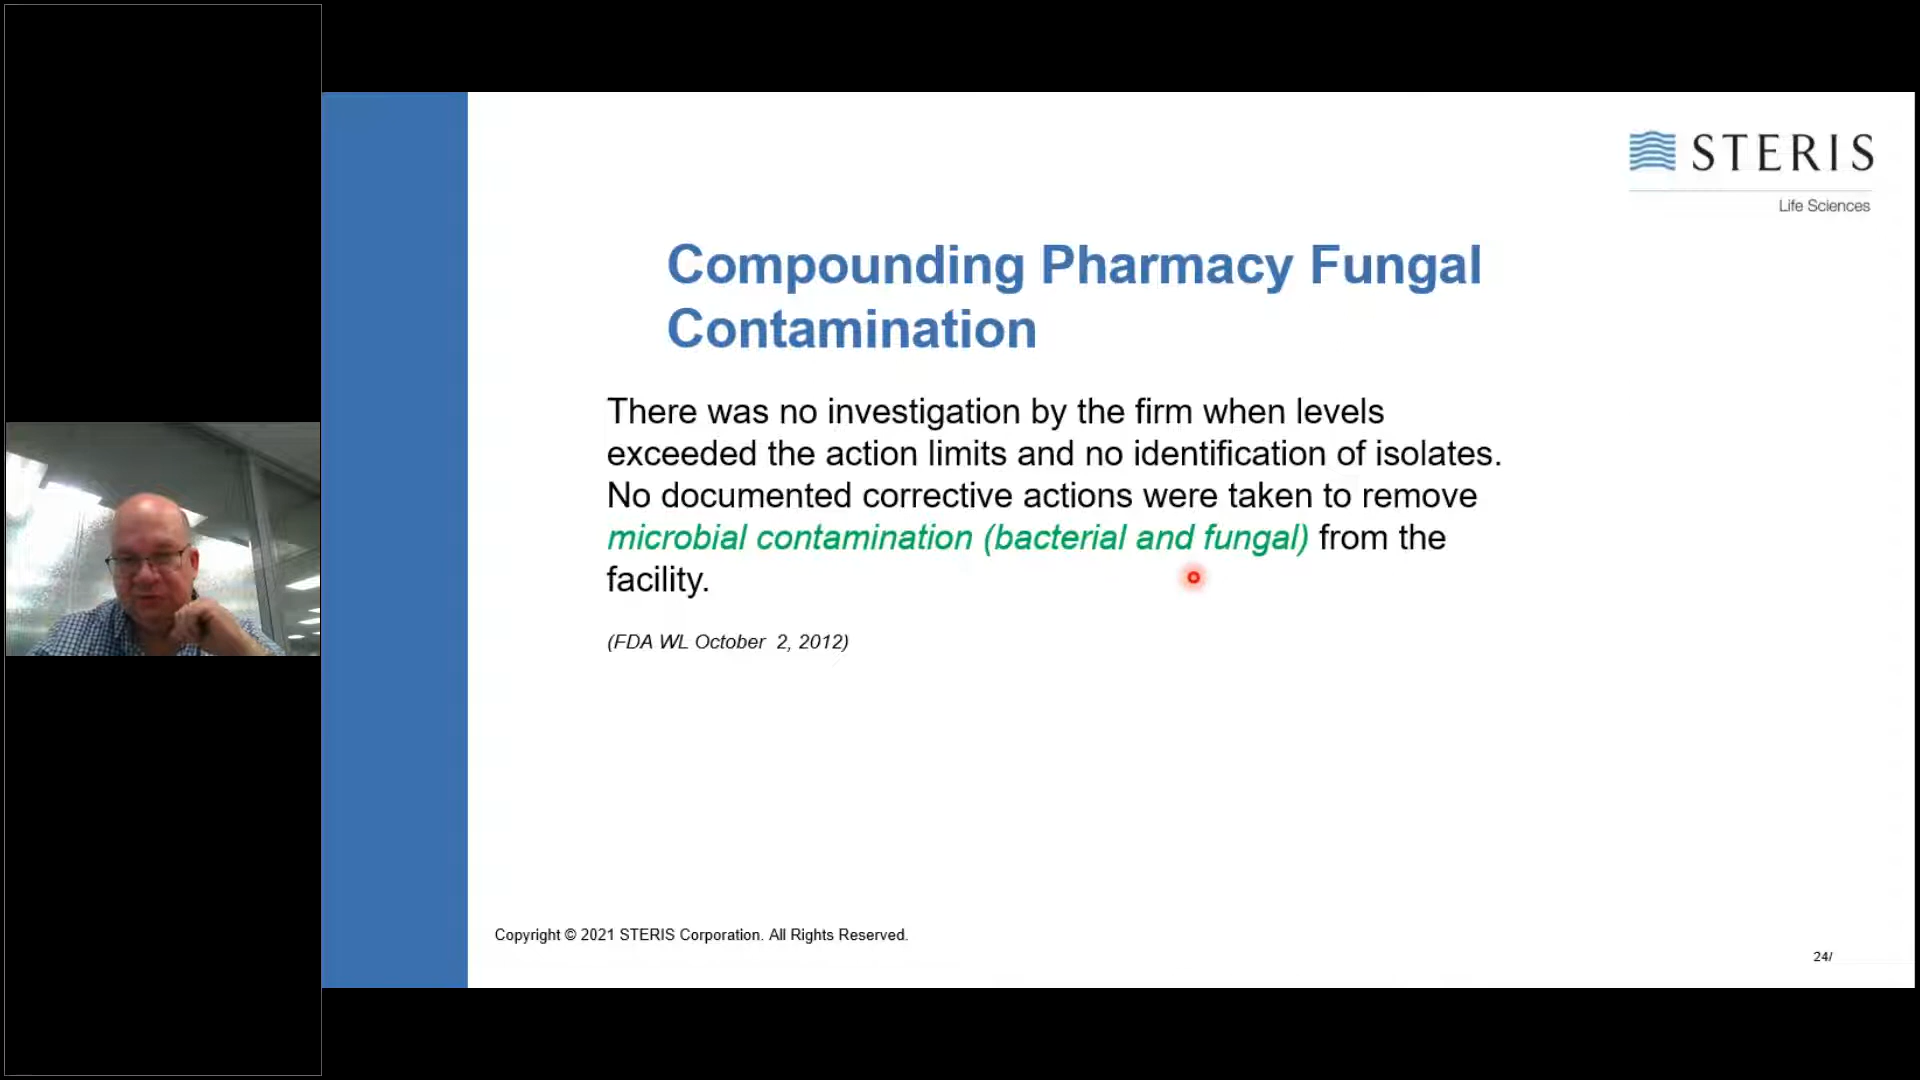 STERIS
Life Sciences
Compounding Pharmacy Fungal
Contamination
There was no investigation by the firm when levels
exceeded the action limits and no identification of isolates.
No documented corrective actions were taken to remove
microbial contamination (bacterial and fungal) from the
facility.
(FDA WL October  2, 2012)
Copyright © 2021 STERIS Corporation. All Rights Reserved.
24/